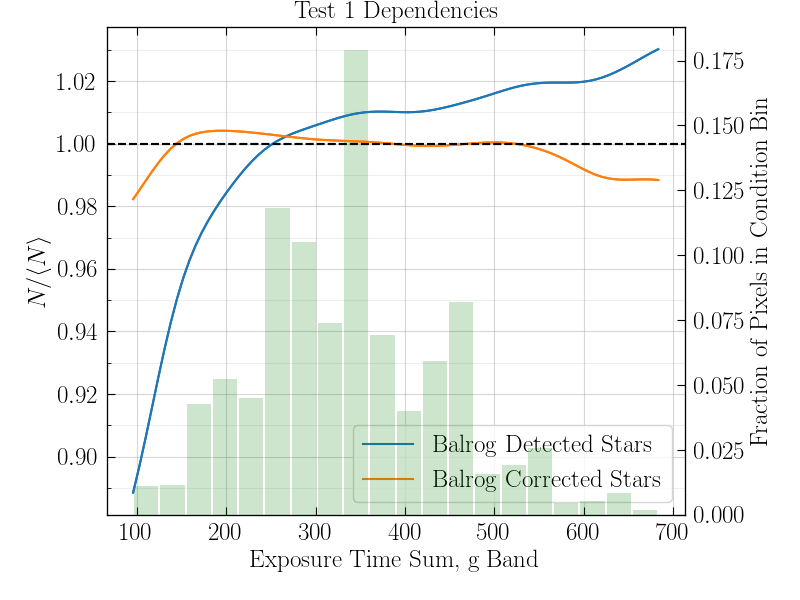 Test 1 Dependencies
1.02
1.00
0.98
0.96
0.94
0.92
0.90
N/⟨N⟩
0.175
0.150
0.125
0.100
0.075
0.050
0.025
0.000
Fraction of Pixels in Condition Bin
Balrog Detected Stars
Balrog Corrected Stars
100 200 300 400 500 600 700
Exposure Time Sum, g Band